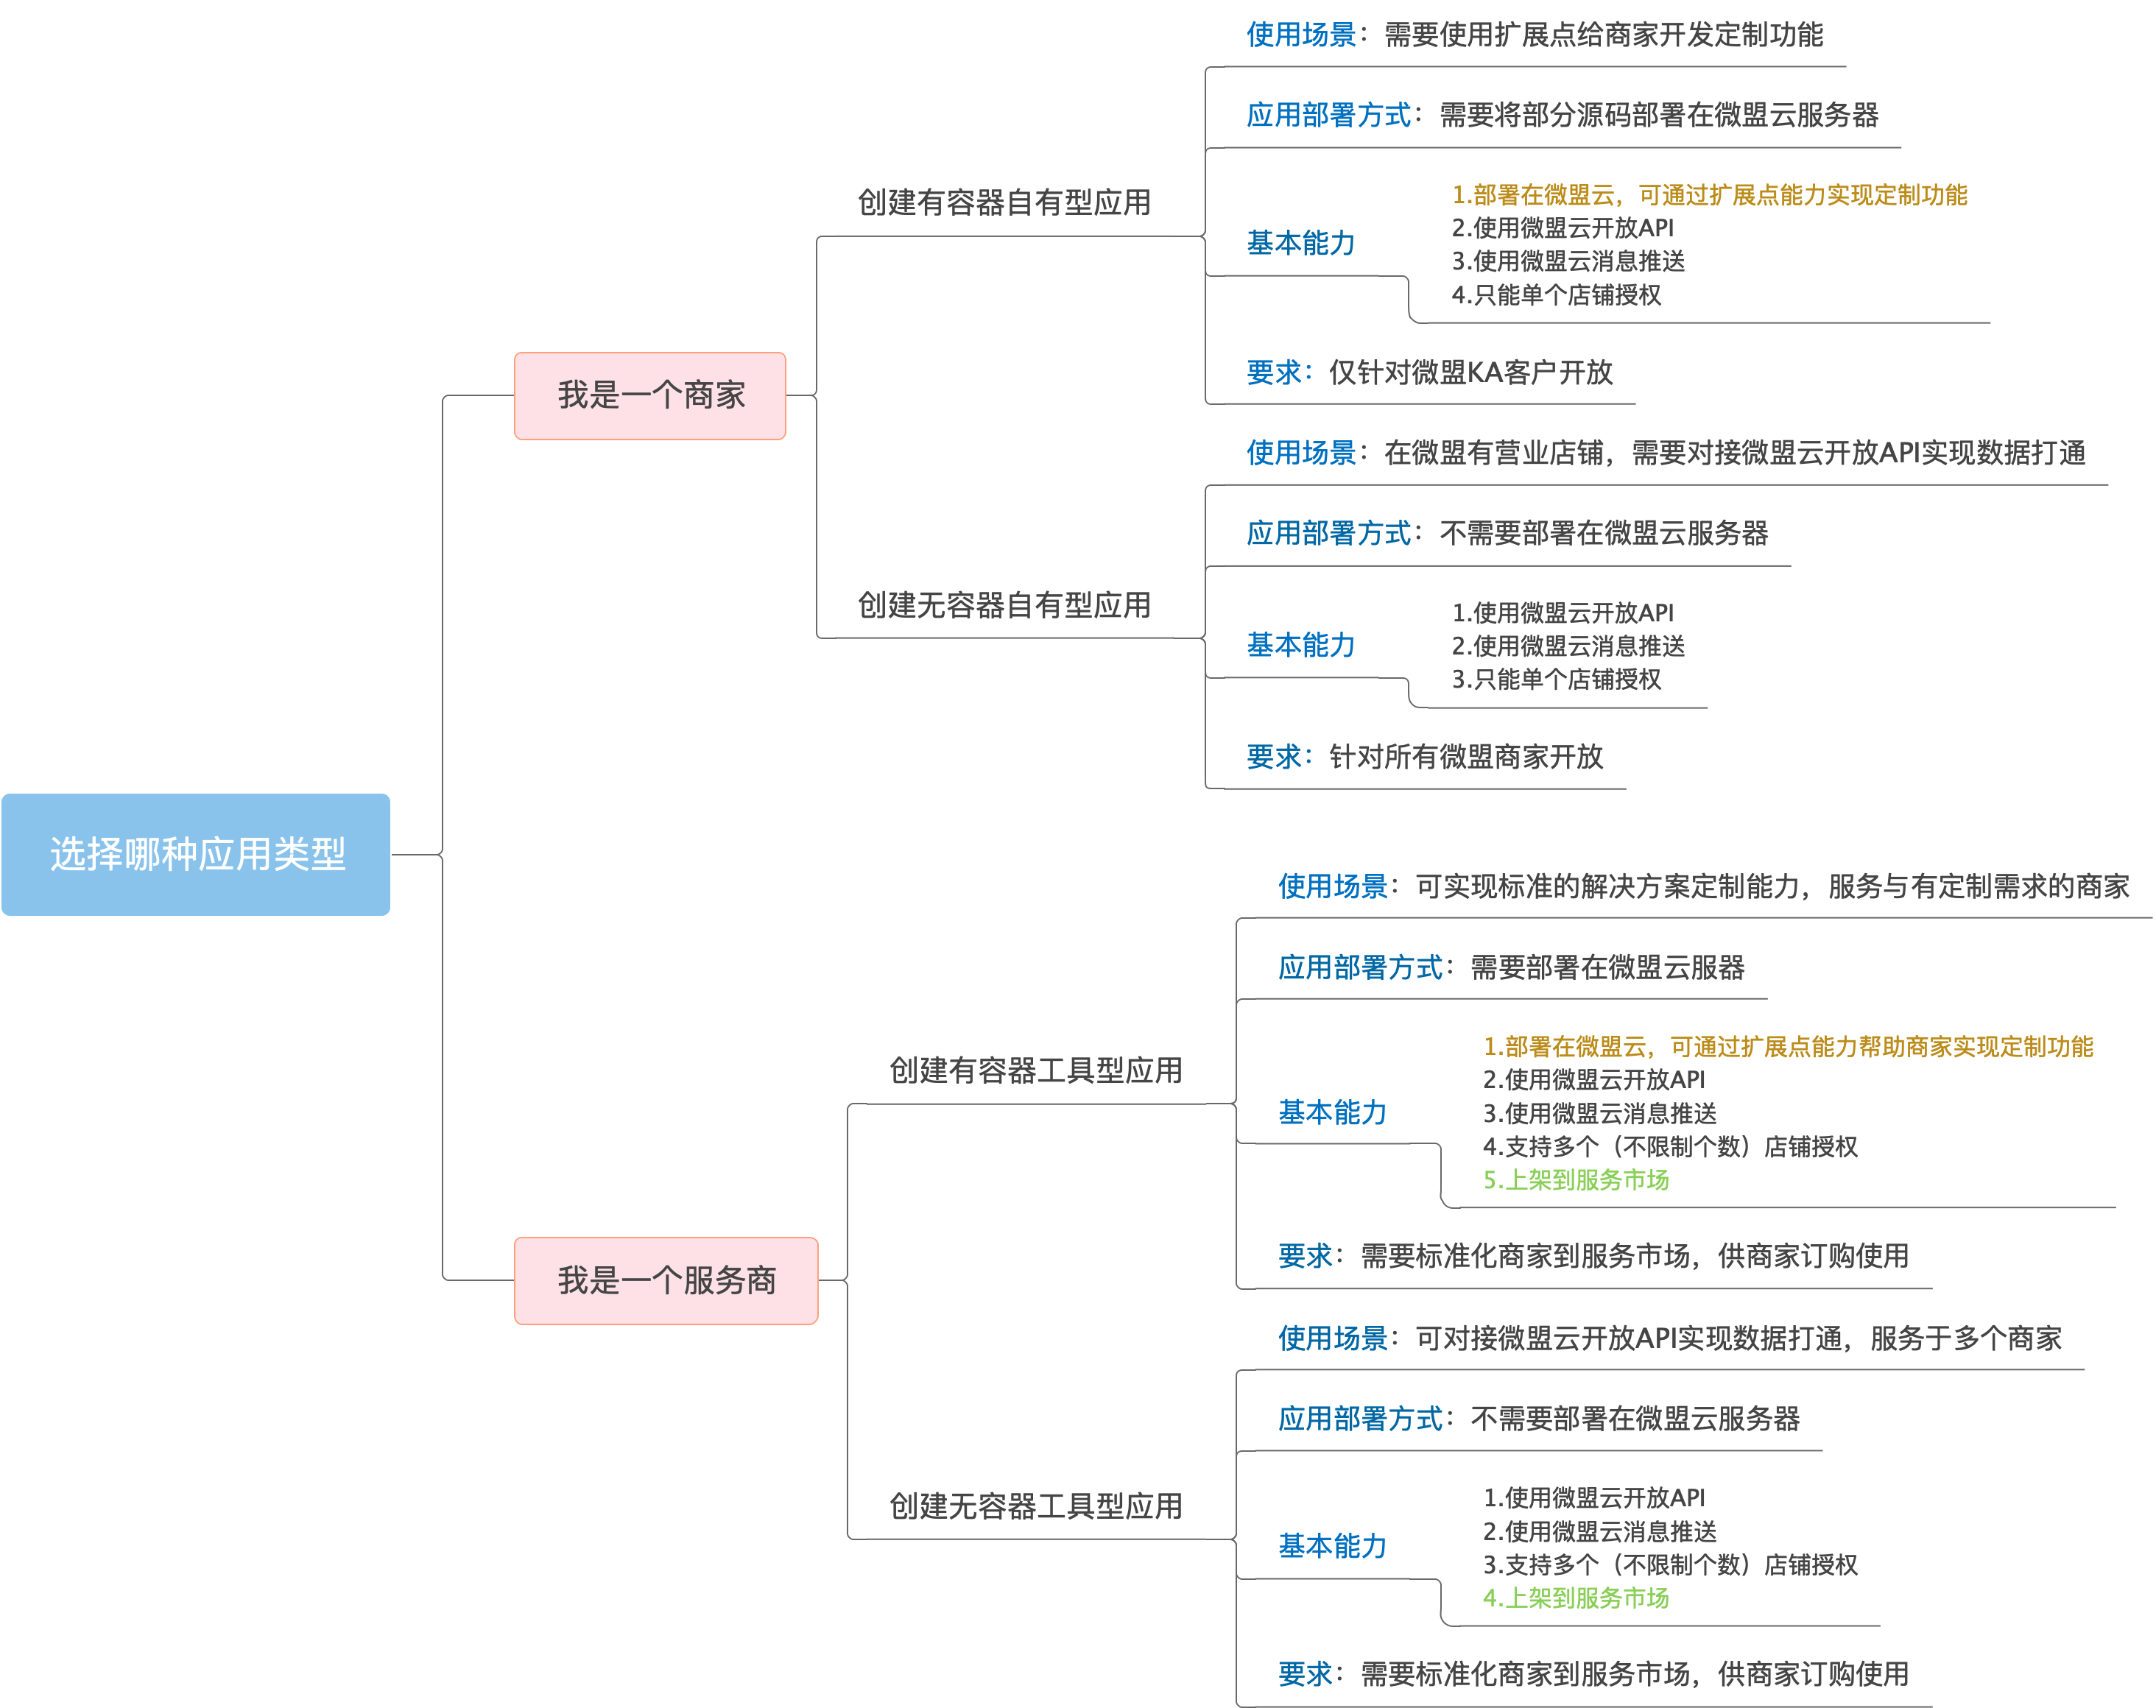 选择哪种应用类型
我是一个商家
创建有容器自有型应用
使用场景：需要使用扩展点给商家开发定制功能
应用部署方式：需要将部分源码部署在微盟云服务器
基本能力
1.部署在微盟云，可通过扩展点能力实现定制功能
2.使用微盟云开放API
3.使用微盟云消息推送
4.只能单个店铺授权
要求：仅针对微盟KA客户开放
创建无容器自有型应用
使用场景：在微盟有营业店铺，需要对接微盟云开放API实现数据打通
应用部署方式：不需要部署在微盟云服务器
基本能力
1.使用微盟云开放API
2.使用微盟云消息推送
3.只能单个店铺授权
要求：针对所有微盟商家开放
我是一个服务商
创建有容器工具型应用
使用场景：可实现标准的解决方案定制能力，服务与有定制需求的商家
应用部署方式：需要部署在微盟云服器
基本能力
1.部署在微盟云，可通过扩展点能力帮助商家实现定制功能
2.使用微盟云开放API
3.使用微盟云消息推送
4.支持多个（不限制个数）店铺授权
5.上架到服务市场
要求：需要标准化商家到服务市场，供商家订购使用
创建无容器工具型应用
使用场景：可对接微盟云开放API实现数据打通，服务于多个商家
应用部署方式：不需要部署在微盟云服务器
基本能力
1.使用微盟云开放API
2.使用微盟云消息推送
3.支持多个（不限制个数）店铺授权
4.上架到服务市场
要求：需要标准化商家到服务市场，供商家订购使用